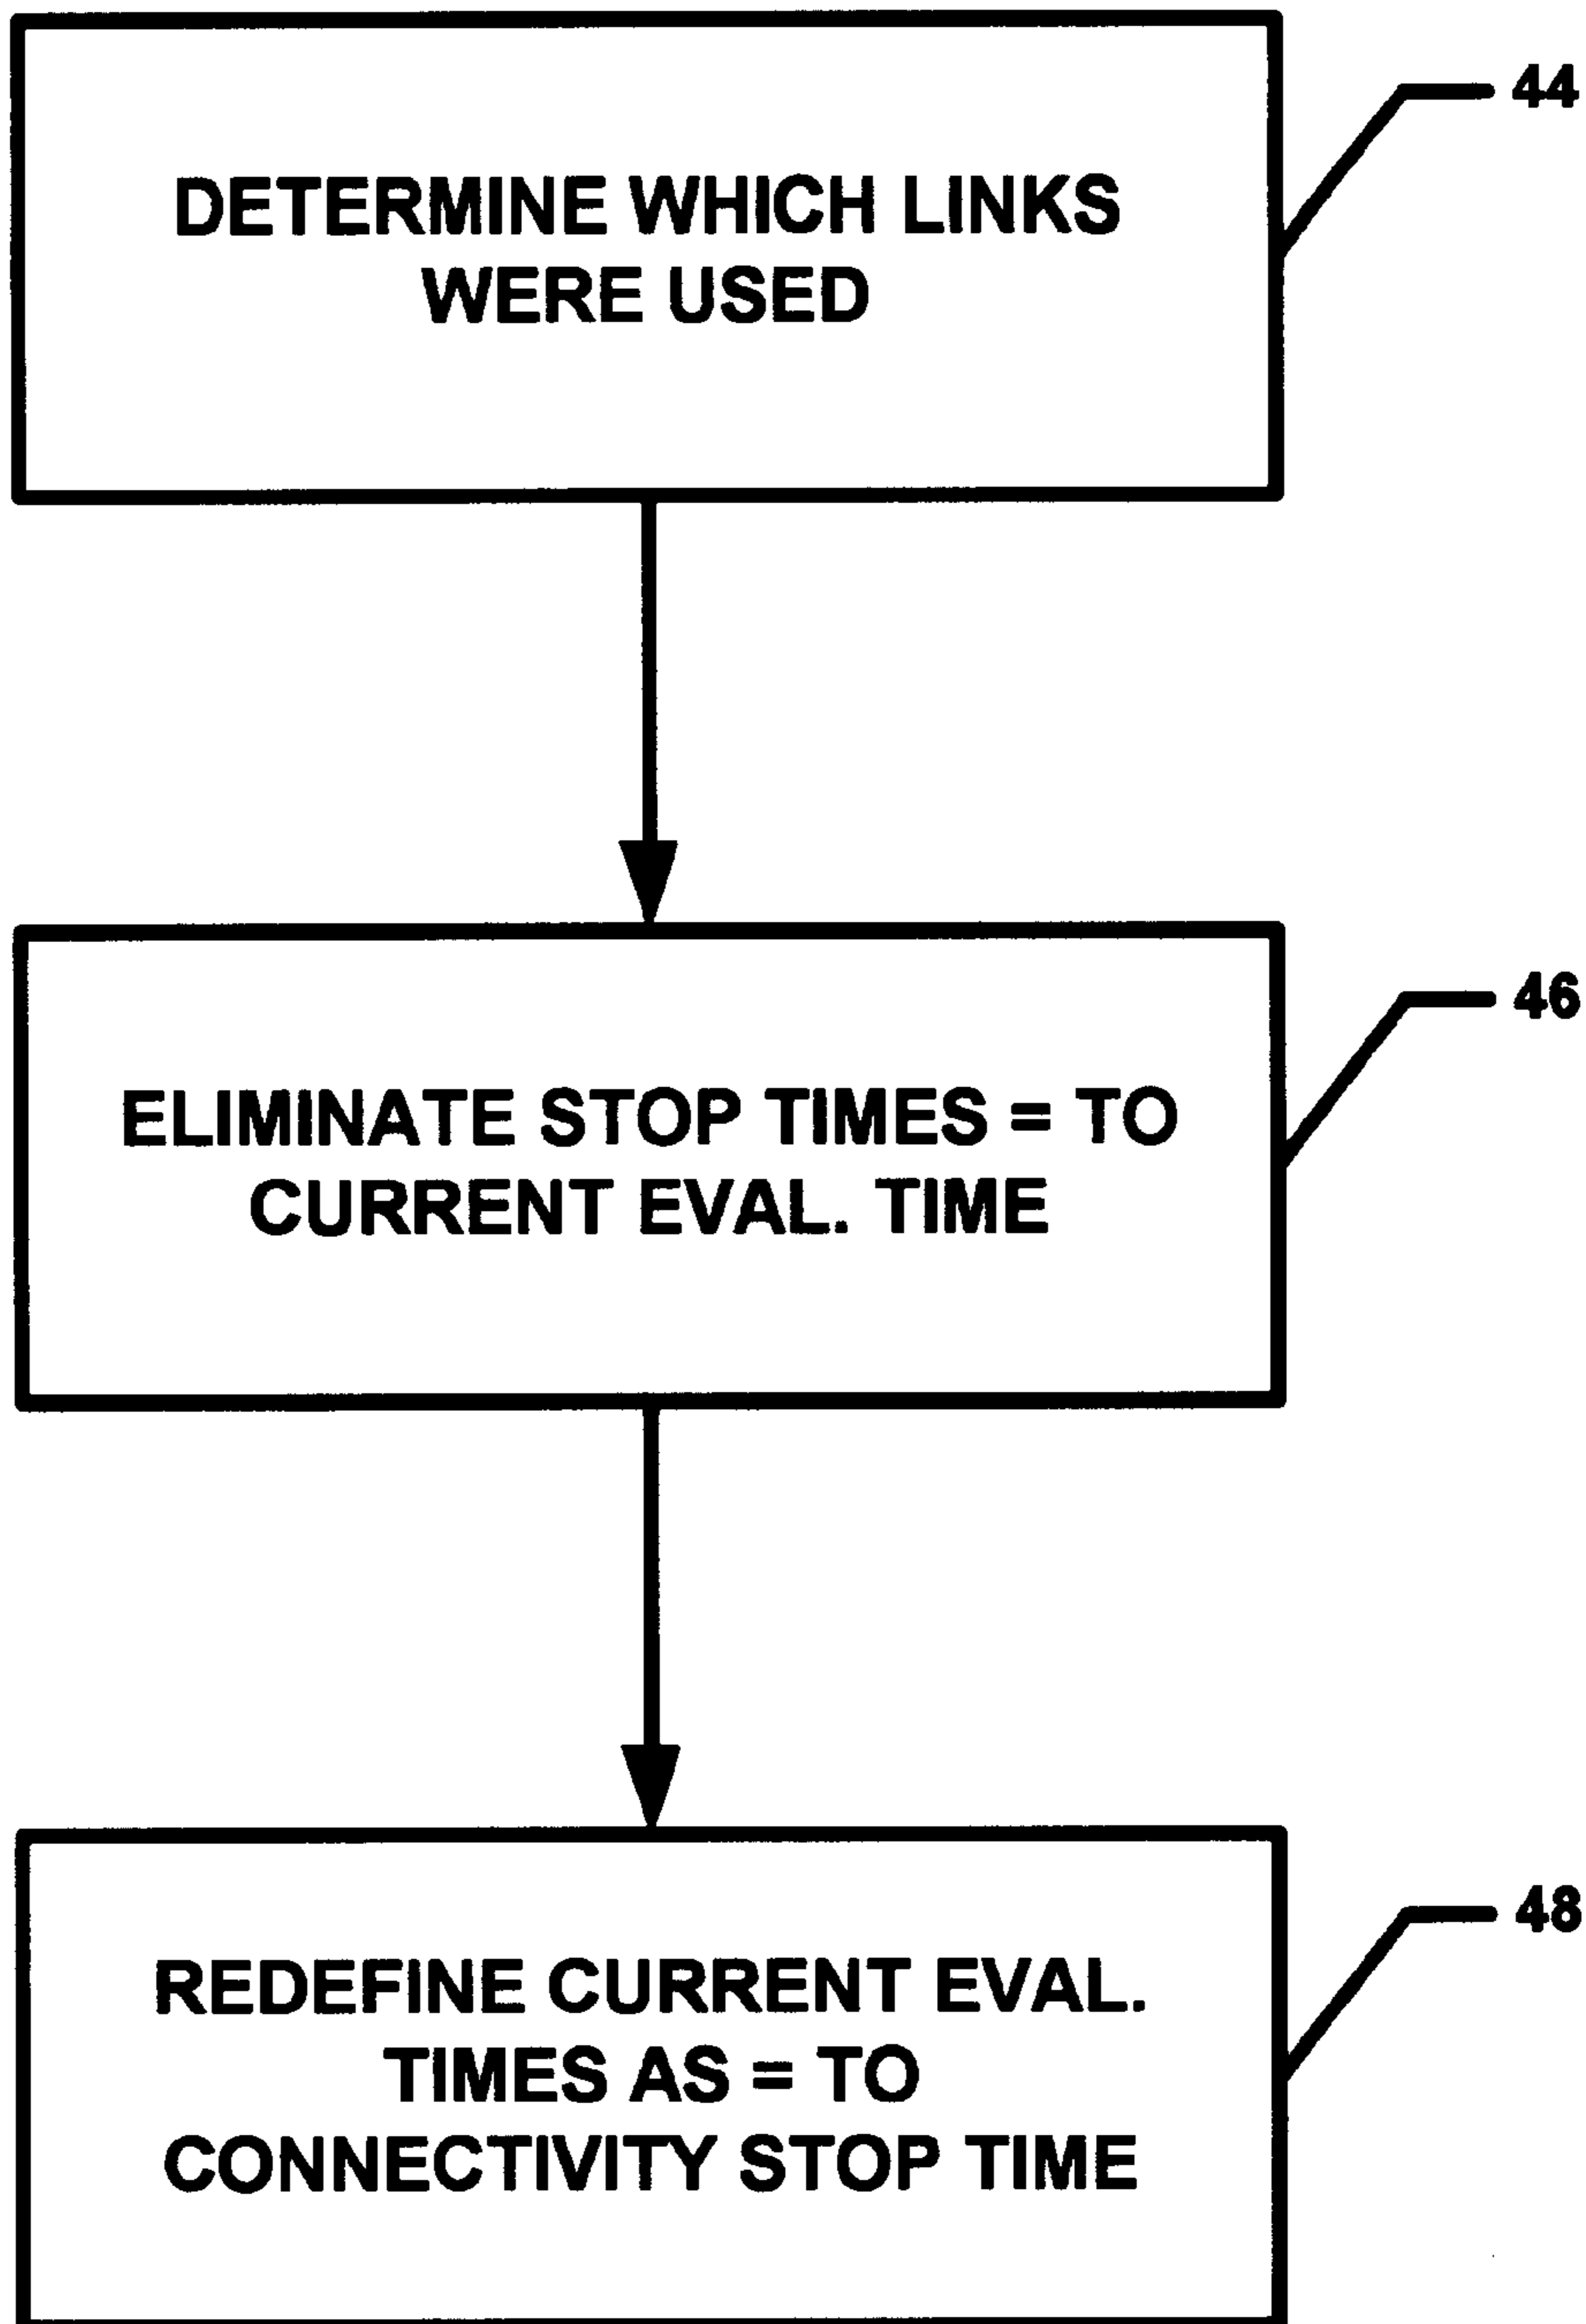 44
DETERMINE WHICH LINKS
WERE USED
46
ELIMINATE STOP TIMES = TO
CURRENT EVAL. TIME
48
REDEFINE CURRENT EVAL.
TIMES AS = TO
CONNECTIVITY STOP TIME